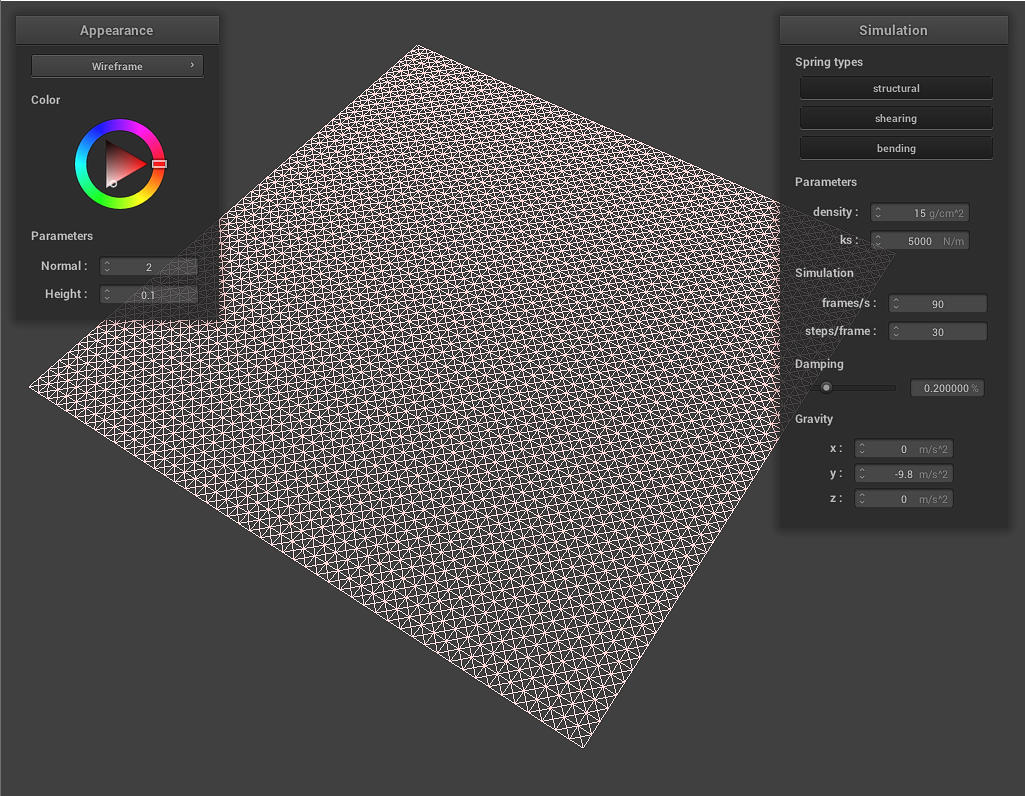 Appearance
Wireframe
Color
Parameters
Normal : 2
Height : 0.1
Simulation
Spring types
structural
shearing
bending
Parameters
density : 15 g/cm^2
ks : 5000 N/m
Simulation
frames/s : 90
steps/frame : 30
Damping
0.200000 %
Gravity
x : 0 m/s^2
y : -9.8 m/s^2
z : 0 m/s^2